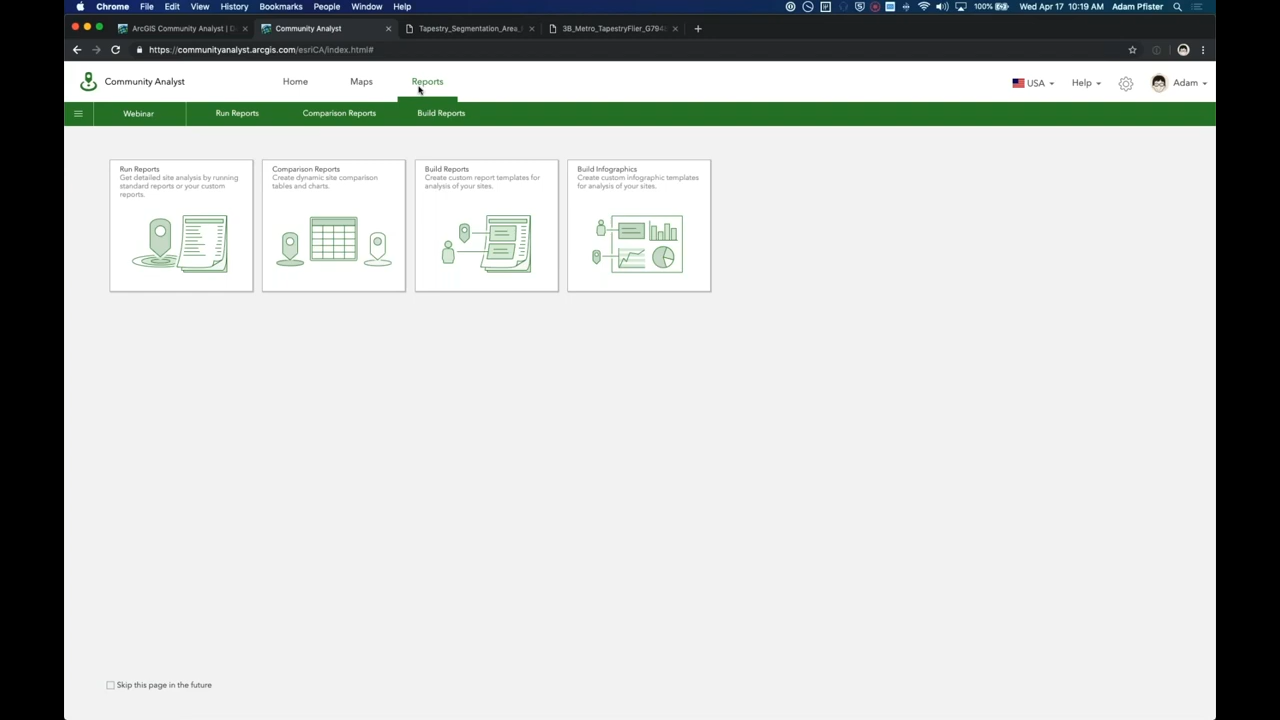 Chrome File Edit View History Bookmarks People Window Help 100% Wed Apr 17 10:19 AM Adam Pfister
ArcGIS Community Analyst | D Community Analyst Tapestry_Segmentation_Area_ 3B_Metro_TapestryFlier_G794
https://communityanalyst.arcgis.com/esriCA/index.html#
Community Analyst Home Maps Reports USA Help Adam
Webinar Run Reports Comparison Reports Build Reports
Run Reports
Get detailed site analysis by running
standard reports or your custom
reports.
Comparison Reports
Create dynamic site comparison
tables and charts.
Build Reports
Create custom report templates for
analysis of your sites.
Build Infographics
Create custom infographic templates
for analysis of your sites.
Skip this page in the future